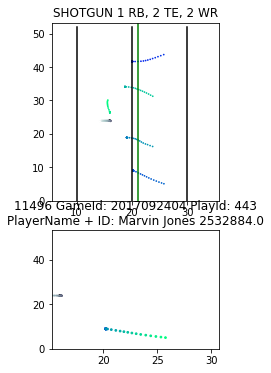 SHOTGUN 1 RB, 2 TE, 2 WR
50
40
30
20
10
0
10 20 30
11496 GameId: 2017092404 PlayId: 443
PlayerName + ID: Marvin Jones 2532884.0
40
20
0
20 25 30